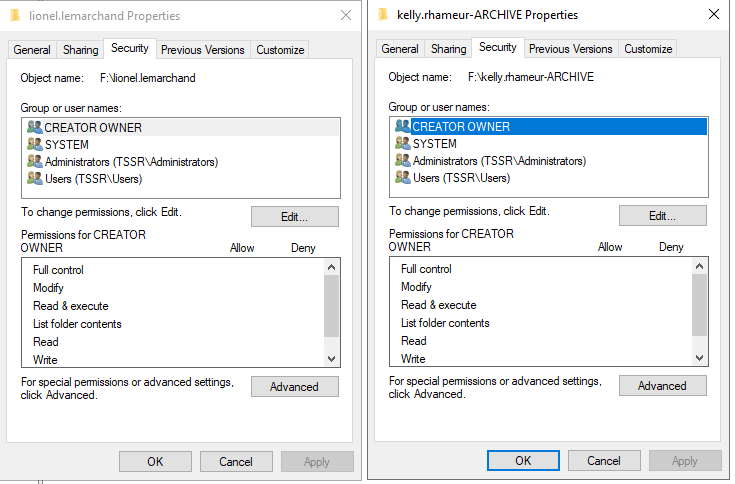 lionel.lemarchand Properties
General Sharing Security Previous Versions Customize
Object name: F:\lionel.lemarchand
Group or user names:
CREATOR OWNER
SYSTEM
Administrators (TSSR\Administrators)
Users (TSSR\Users)
To change permissions, click Edit.
Edit...
Permissions for CREATOR
OWNER Allow Deny
Full control
Modify
Read & execute
List folder contents
Read
Write
For special permissions or advanced settings,
click Advanced.
Advanced
OK Cancel Apply
kelly.rhameur-ARCHIVE Properties
General Sharing Security Previous Versions Customize
Object name: F:\kelly.rhameur-ARCHIVE
Group or user names:
CREATOR OWNER
SYSTEM
Administrators (TSSR\Administrators)
Users (TSSR\Users)
To change permissions, click Edit.
Edit...
Permissions for CREATOR
OWNER Allow Deny
Full control
Modify
Read & execute
List folder contents
Read
Write
For special permissions or advanced settings,
click Advanced.
Advanced
OK Cancel Apply